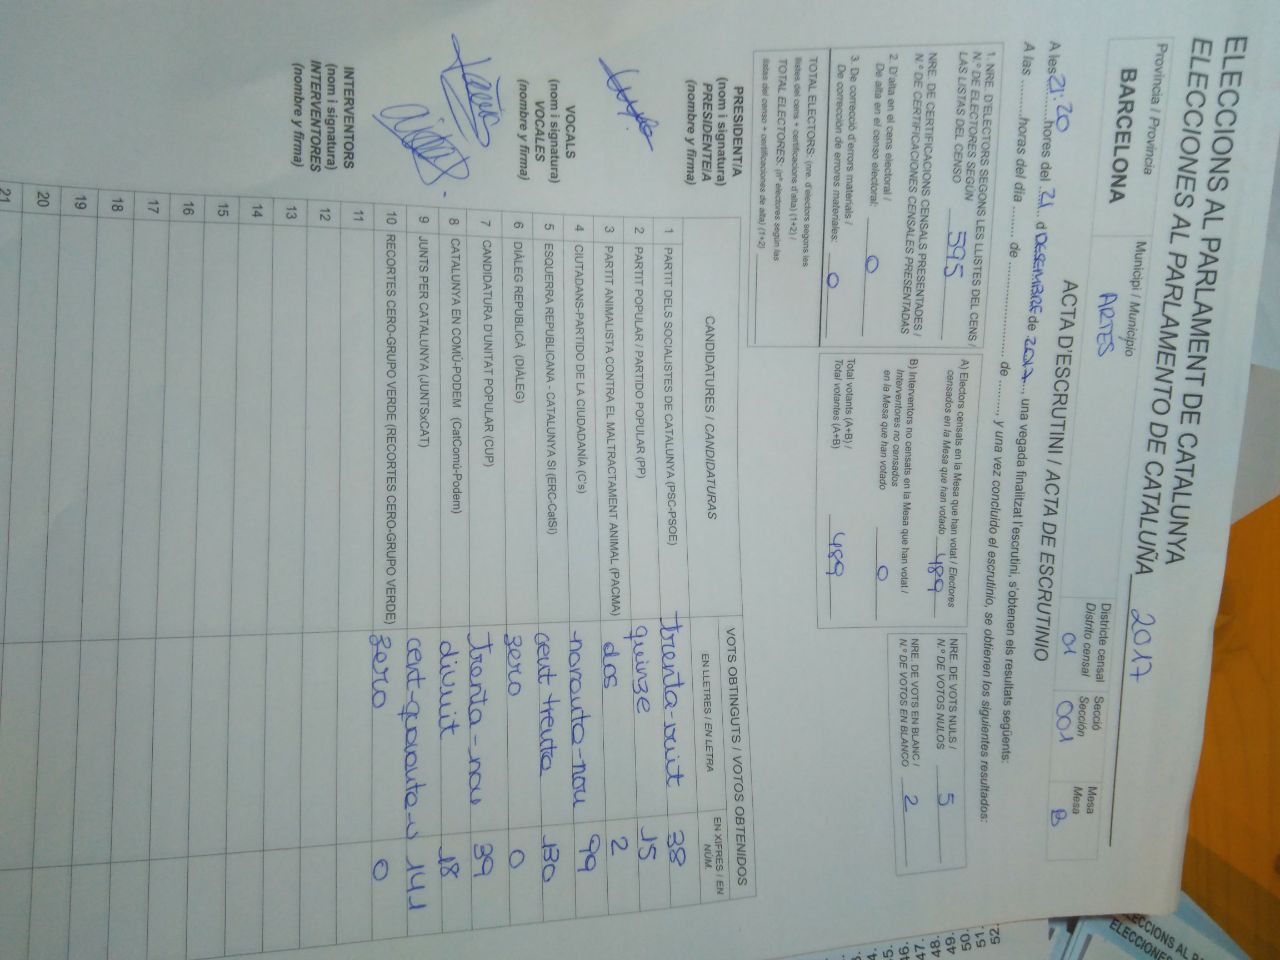 ELECCIONS AL PARLAMENT DE CATALUNYA
ELECCIONES AL PARLAMENTO DE CATALUÑA 2017
Provincia / Provincia
BARCELONA
Municipi / Municipio
ARTÉS
Districte censal
Distrito censal
01
Secció
Sección
001
Mesa
Mesa
B
ACTA D'ESCRUTINI / ACTA DE ESCRUTINIO
A les 21:20 hores del 21 d DESEMBRE de 2017, una vegada finalitzat l'escrutini, s'obtenen els resultats següents:
A las ........ horas del día ........ de ........ de ........, y una vez concluido el escrutinio, se obtienen los siguientes resultados:
1. NRE. D'ELECTORS SEGONS LES LLISTES DEL CENS /
N.º DE ELECTORES SEGÚN
LAS LISTAS DEL CENSO 595
NRE. DE CERTIFICACIONS CENSALS PRESENTADES /
N.º DE CERTIFICACIONES CENSALES PRESENTADAS
2. D'alta en el cens electoral /
De alta en el censo electoral: 0
3. De correcció d'errors materials /
De corrección de errores materiales: 0
TOTAL ELECTORS: (nre. d'electors segons les
llistes del cens + certificacions d'alta) (1+2) /
TOTAL ELECTORES: (nº electores según las
listas del censo + certificaciones de alta) (1+2)
A) Electors censats en la Mesa que han votat / Electores
censados en la Mesa que han votado 489
B) Interventors no censats en la Mesa que han votat /
Interventores no censados
en la Mesa que han votado 0
Total votants (A+B) /
Total votantes (A+B) 489
NRE. DE VOTS NULS /
N.º DE VOTOS NULOS 5
NRE. DE VOTS EN BLANC /
N.º DE VOTOS EN BLANCO 2
PRESIDENT/A
(nom i signatura)
PRESIDENTE/A
(nombre y firma)
VOCALS
(nom i signatura)
VOCALES
(nombre y firma)
INTERVENTORS
(nom i signatura)
INTERVENTORES
(nombre y firma)
CANDIDATURES / CANDIDATURAS
VOTS OBTINGUTS / VOTOS OBTENIDOS
EN LLETRES / EN LETRA
EN XIFRES / EN NÚM.
1 PARTIT DELS SOCIALISTES DE CATALUNYA (PSC-PSOE) trenta-vuit 38
2 PARTIT POPULAR / PARTIDO POPULAR (PP) quinze 15
3 PARTIT ANIMALISTA CONTRA EL MALTRACTAMENT ANIMAL (PACMA) dos 2
4 CIUTADANS-PARTIDO DE LA CIUDADANÍA (C's) noranta-nou 99
5 ESQUERRA REPUBLICANA - CATALUNYA SÍ (ERC-CatSí) cent trenta 130
6 DIÀLEG REPUBLICÀ (DIÀLEG) zero 0
7 CANDIDATURA D'UNITAT POPULAR (CUP) trenta-nou 39
8 CATALUNYA EN COMÚ-PODEM (CatComú-Podem) divuit 18
9 JUNTS PER CATALUNYA (JUNTSxCAT) cent-quaranta-u 141
10 RECORTES CERO-GRUPO VERDE (RECORTES CERO-GRUPO VERDE) zero 0
11
12
13
14
15
16
17
18
19
20
21
52.
51.
50.
49.
48.
47.
46.
ELECCIONS AL
ELECCIONES